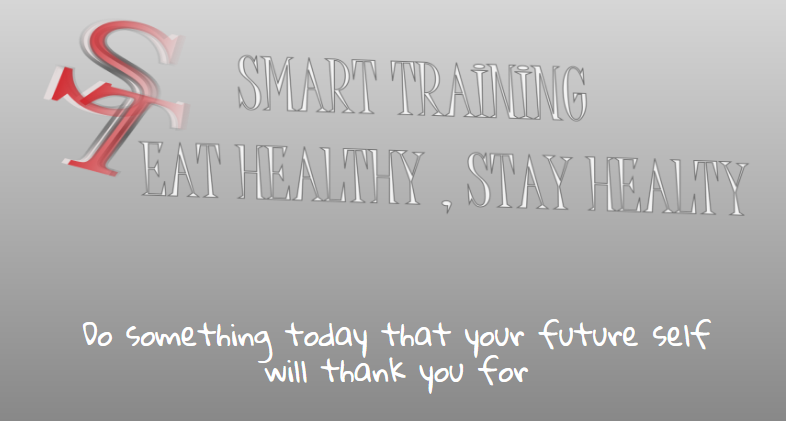 ST
SMART TRAINING
EAT HEALTHY , STAY HEALTY
Do something today that your future self
will thank you for